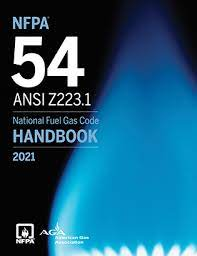 NFPA®
54
ANSI Z223.1
National Fuel Gas Code
HANDBOOK
2021
NFPA
AGA
American Gas
Association